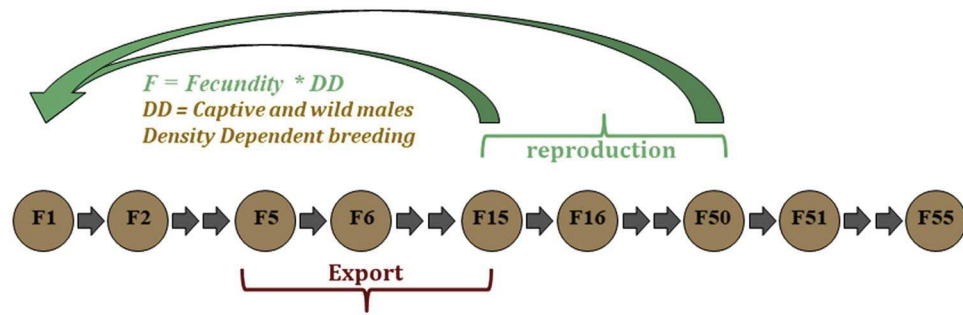 F = Fecundity * DD
DD = Captive and wild males
Density Dependent breeding
reproduction
F1 F2 F5 F6 F15 F16 F50 F51 F55
Export